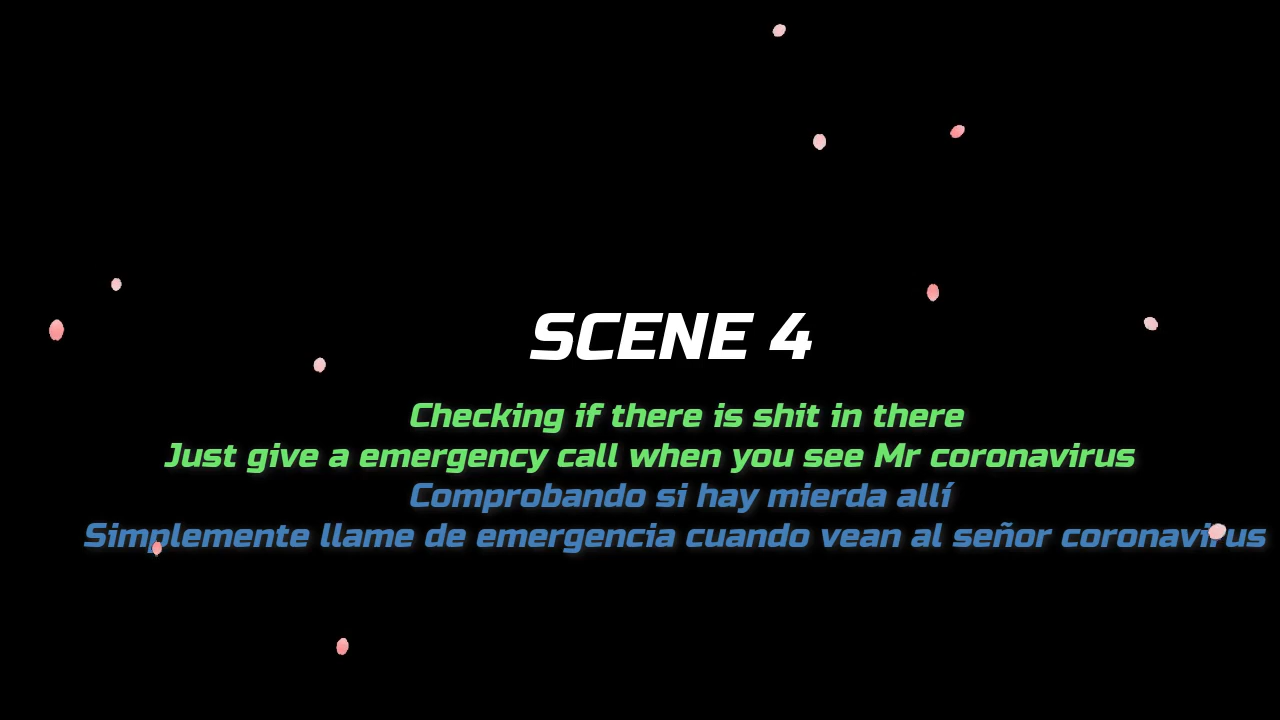 SCENE 4
Checking if there is shit in there
Just give a emergency call when you see Mr coronavirus
Comprobando si hay mierda allí
Simplemente llame de emergencia cuando vean al señor coronavirus